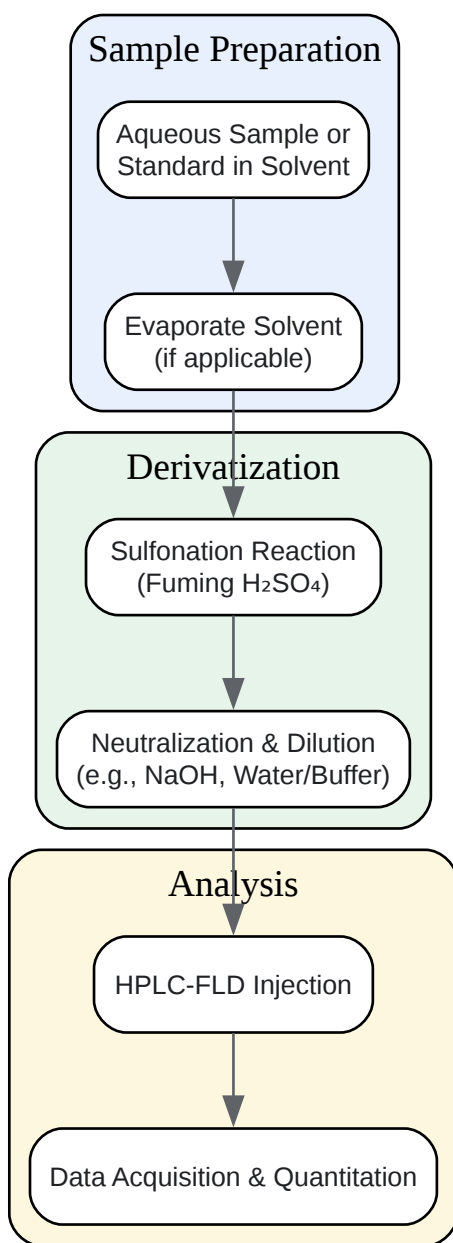 Sample Preparation
Aqueous Sample or
Standard in Solvent
Evaporate Solvent
(if applicable)
Derivatization
Sulfonation Reaction
(Fuming H₂SO₄)
Neutralization & Dilution
(e.g., NaOH, Water/Buffer)
Analysis
HPLC-FLD Injection
Data Acquisition & Quantitation